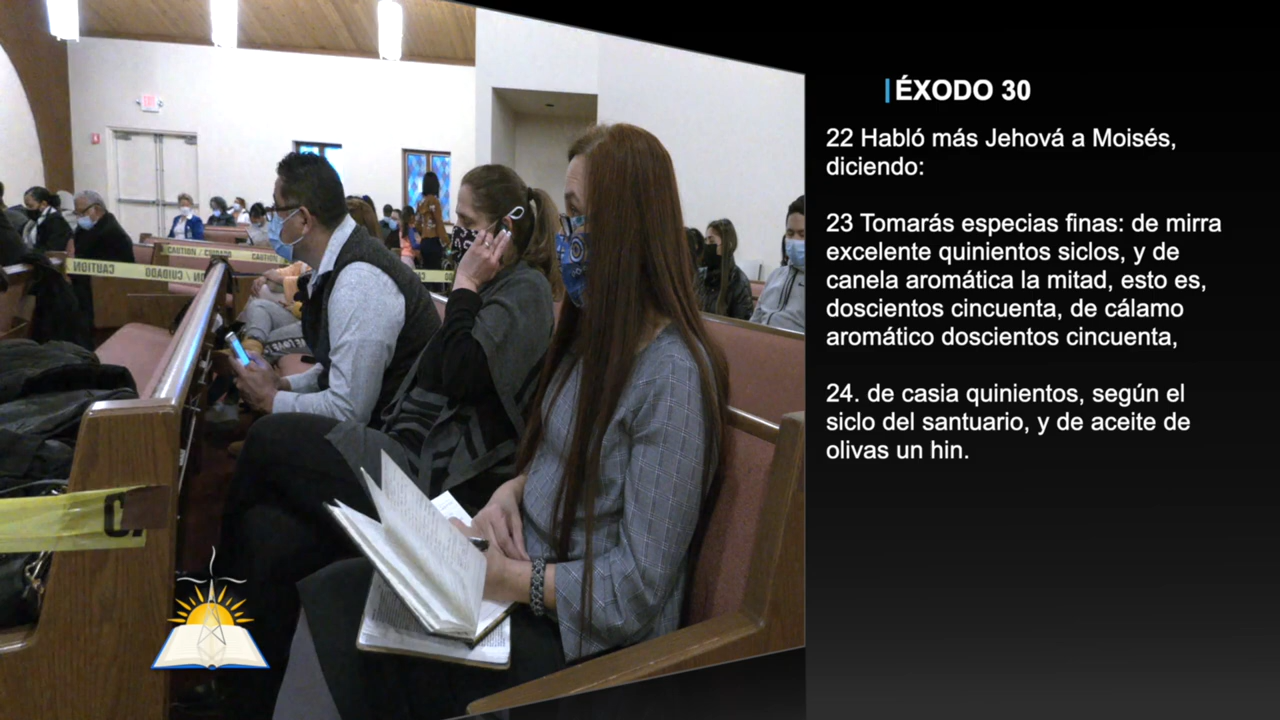 ÉXODO 30
22 Habló más Jehová a Moisés,
diciendo:
23 Tomarás especias finas: de mirra
excelente quinientos siclos, y de
canela aromática la mitad, esto es,
doscientos cincuenta, de cálamo
aromático doscientos cincuenta,
24. de casia quinientos, según el
siclo del santuario, y de aceite de
olivas un hin.
CAUTION / CUIDADO
CUIDADO / CAUTION